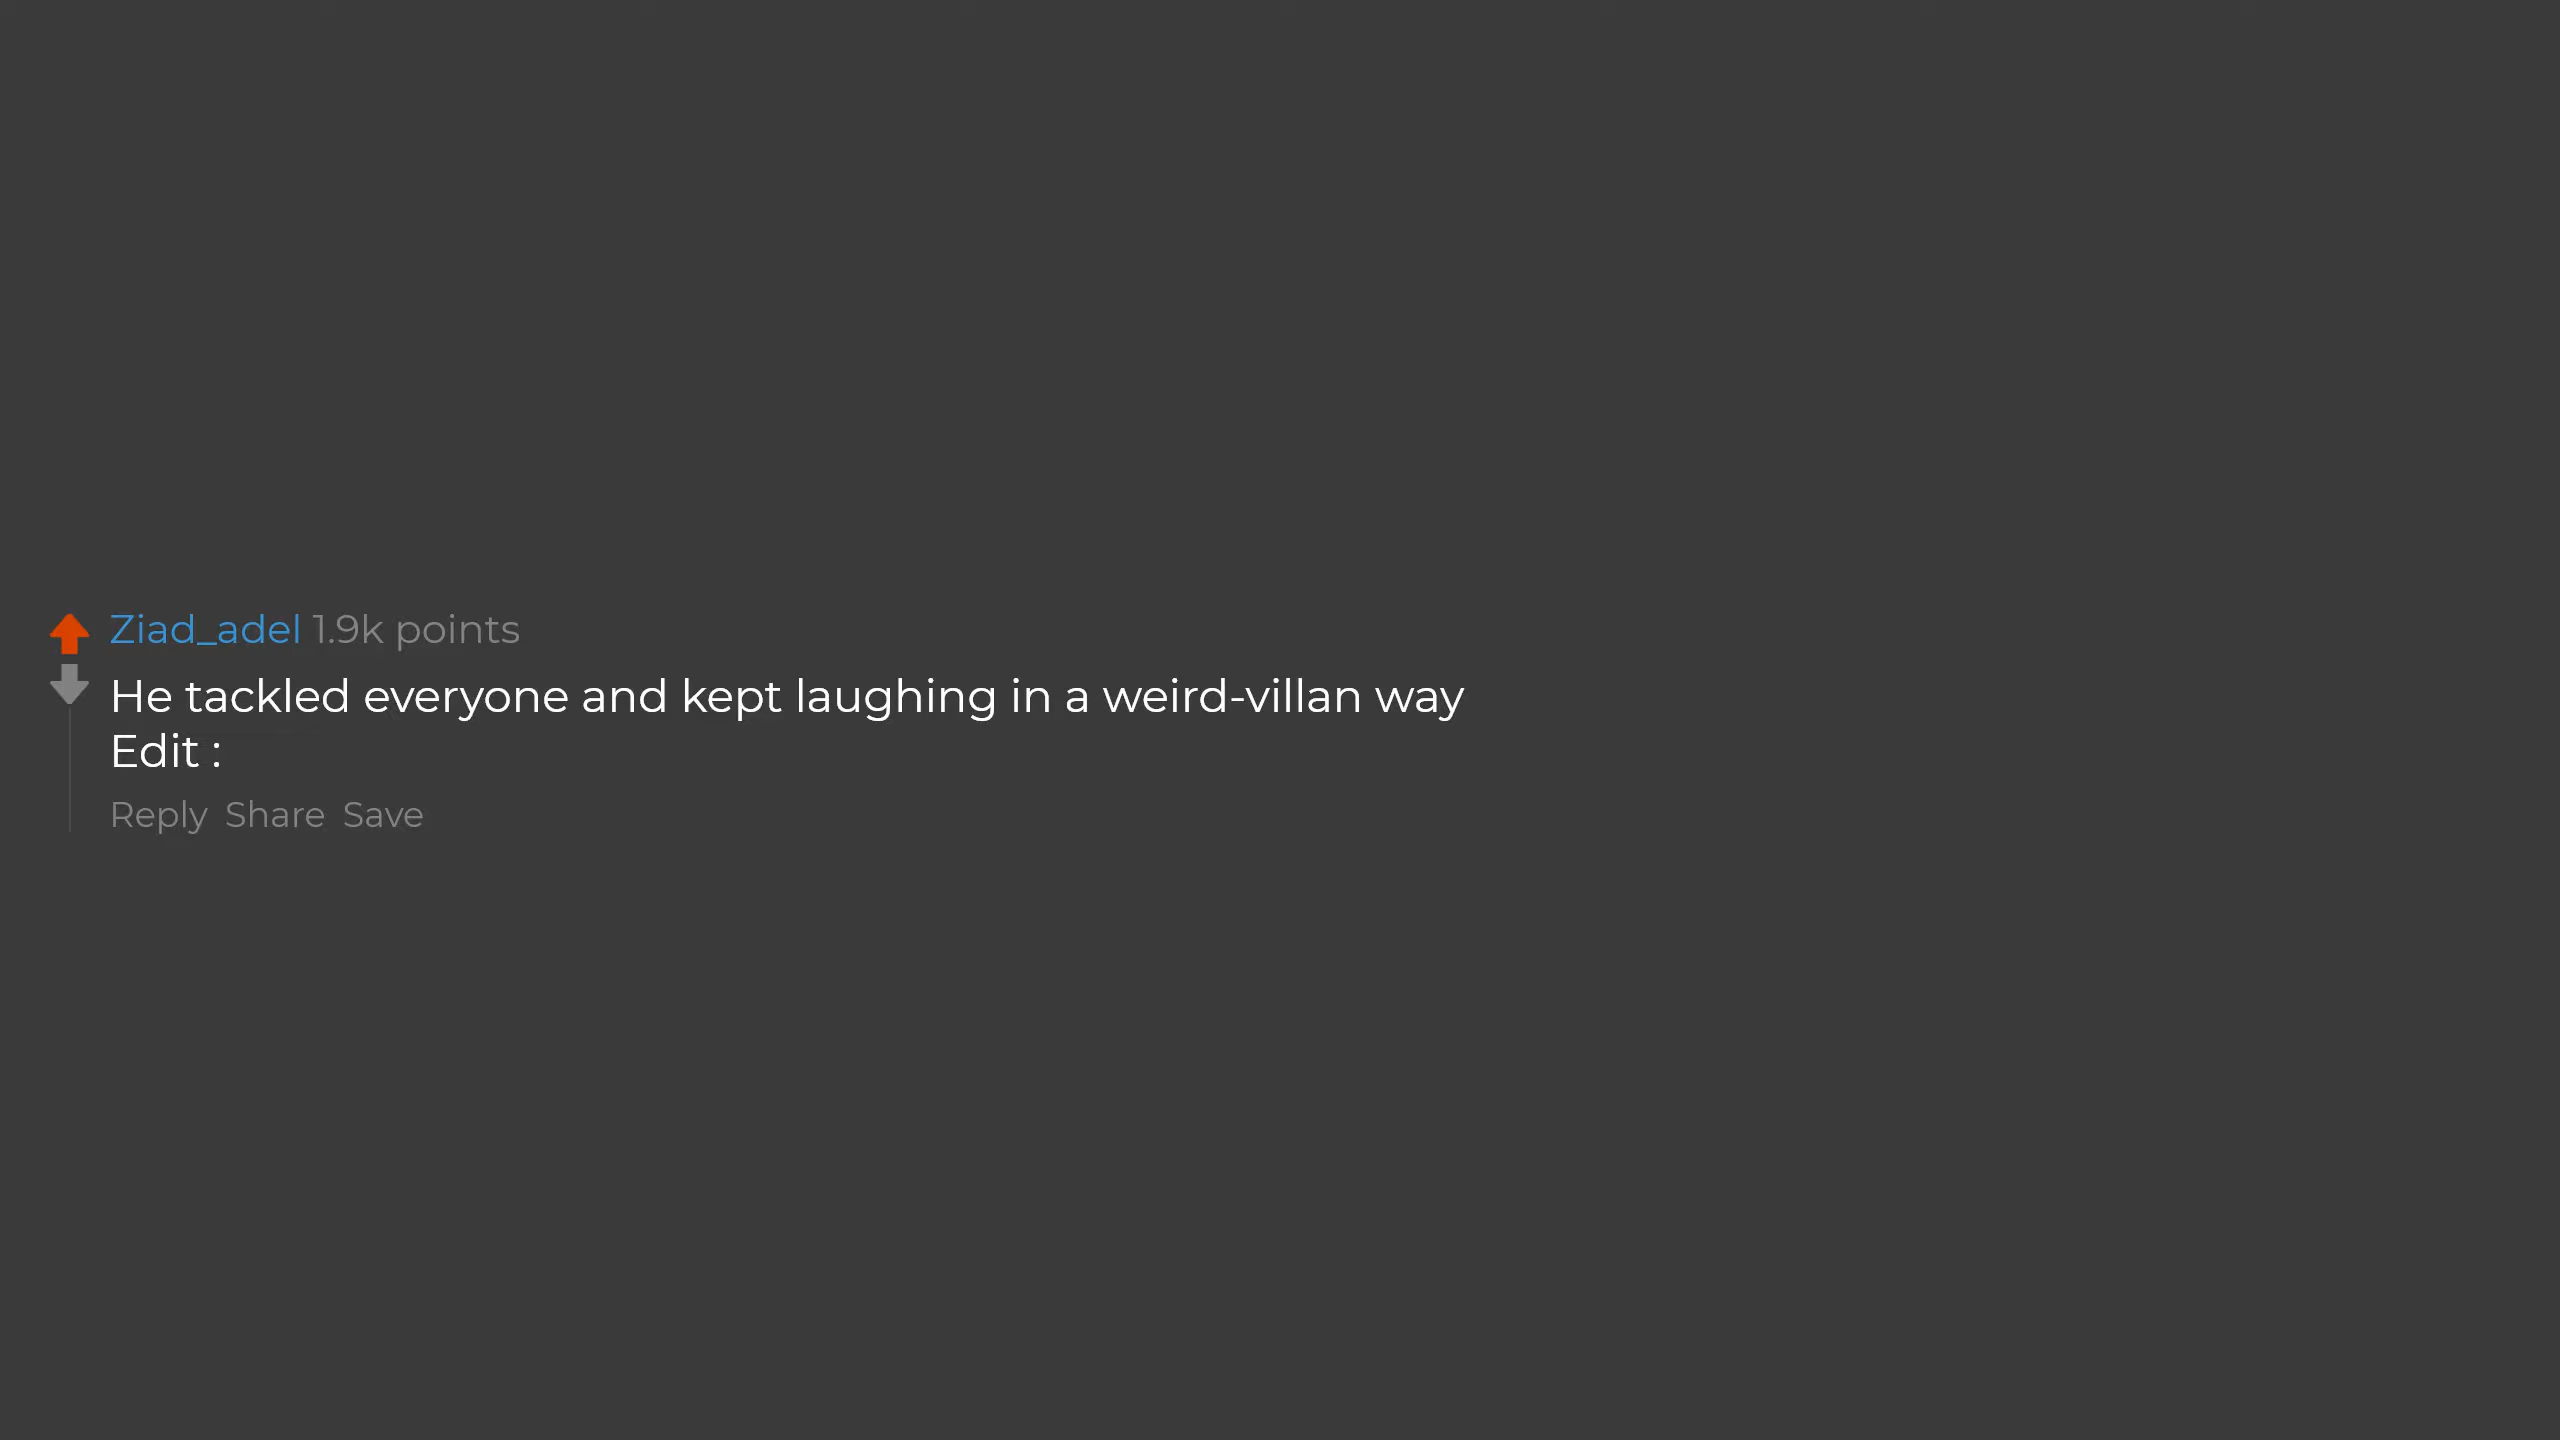 Ziad_adel 1.9k points
He tackled everyone and kept laughing in a weird-villan way
Edit :
Reply Share Save